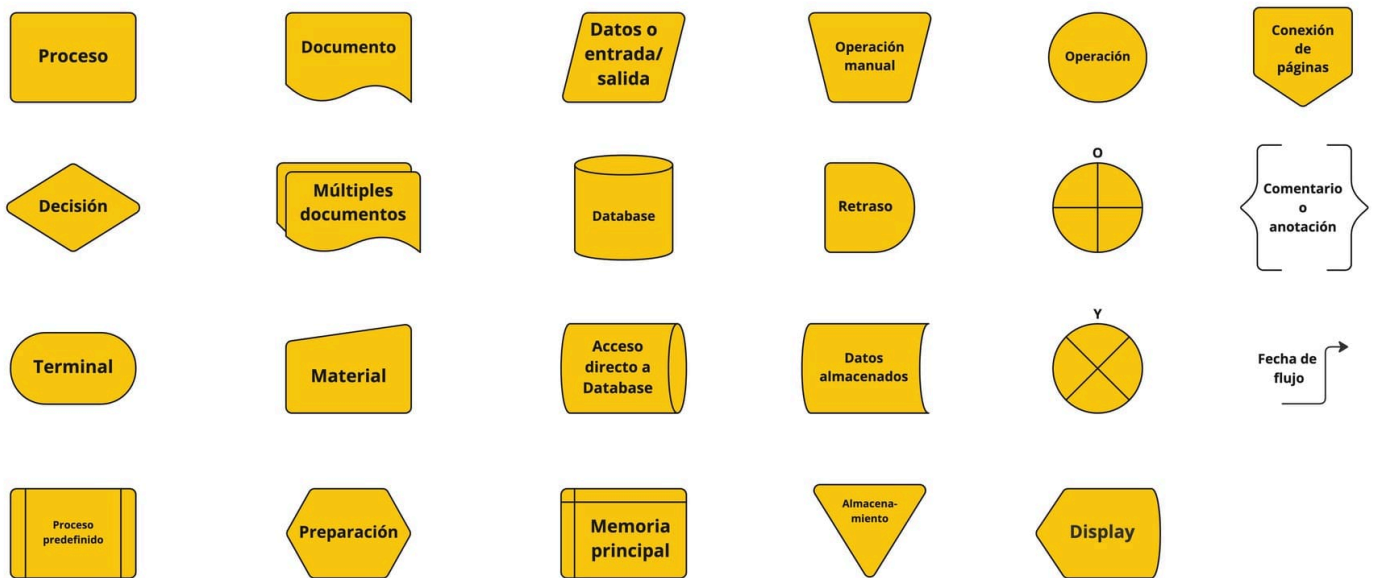 Proceso
Documento
Datos o
entrada/
salida
Operación
manual
Operación
Conexión
de
páginas
Decisión
Múltiples
documentos
Database
Retraso
O
Comentario
o
anotación
Terminal
Material
Acceso
directo a
Database
Datos
almacenados
Y
Fecha de
flujo
Proceso
predefinido
Preparación
Memoria
principal
Almacena-
miento
Display